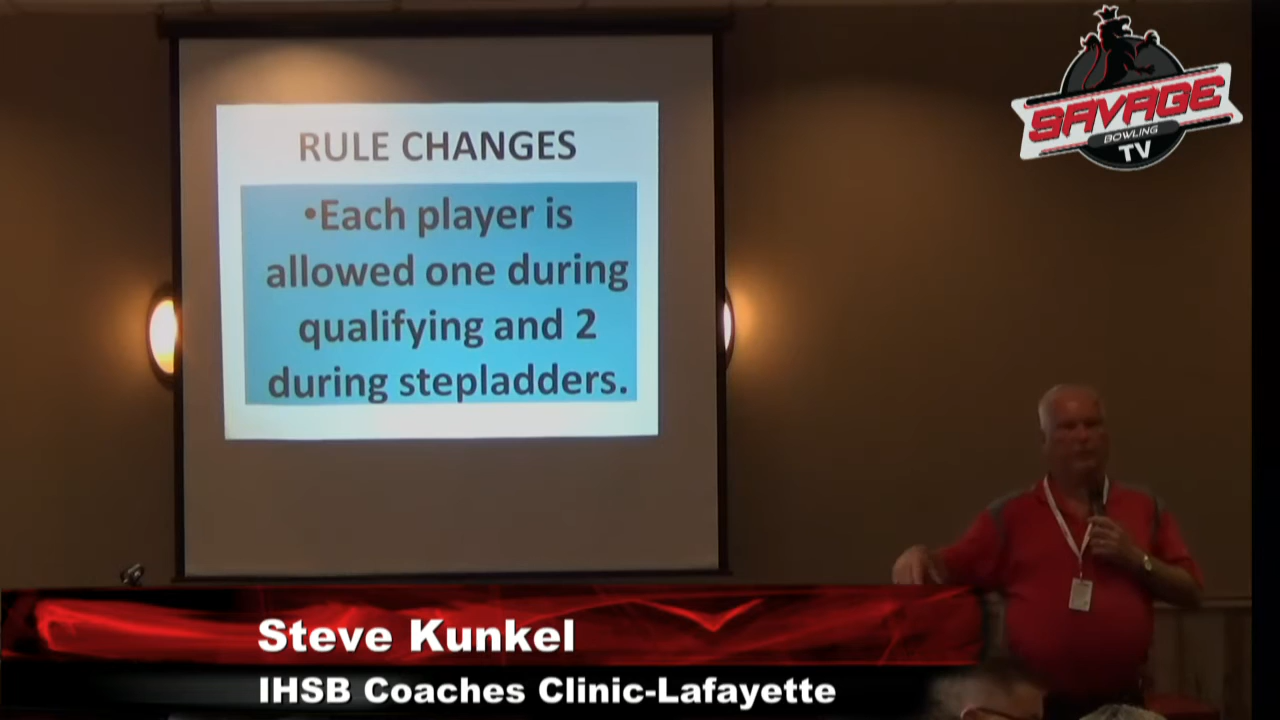 SAVAGE
BOWLING
TV
RULE CHANGES
•Each player is
allowed one during
qualifying and 2
during stepladders.
Steve Kunkel
IHSB Coaches Clinic-Lafayette